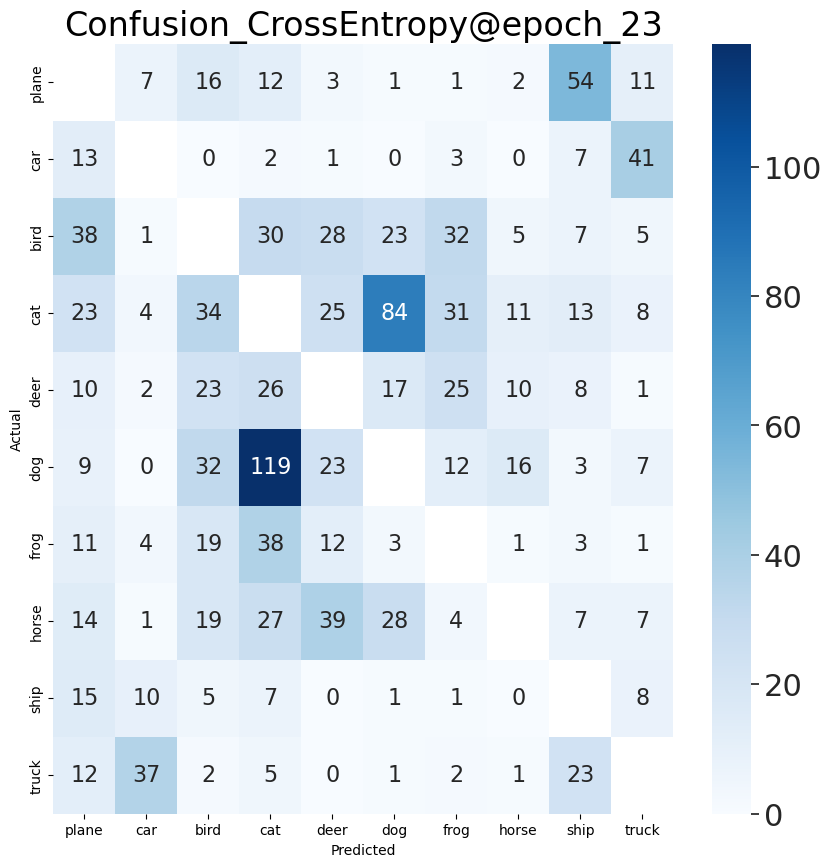 Confusion_CrossEntropy@epoch_23
plane 7 16 12 3 1 1 2 54 11
car 13 0 2 1 0 3 0 7 41
bird 38 1 30 28 23 32 5 7 5
cat 23 4 34 25 84 31 11 13 8
deer 10 2 23 26 17 25 10 8 1
dog 9 0 32 119 23 12 16 3 7
frog 11 4 19 38 12 3 1 3 1
horse 14 1 19 27 39 28 4 7 7
ship 15 10 5 7 0 1 1 0 8
truck 12 37 2 5 0 1 2 1 23
plane car bird cat deer dog frog horse ship truck
Predicted
Actual
100
80
60
40
20
0